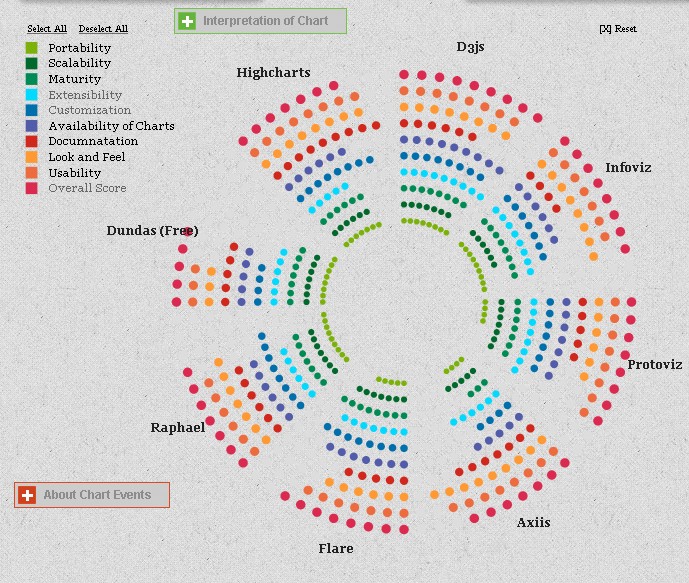 Interpretation of Chart
Select All Deselect All
[X] Reset
Portability
Scalability
Maturity
Extensibility
Customization
Availability of Charts
Documnatation
Look and Feel
Usability
Overall Score
D3js
Highcharts
Infoviz
Dundas (Free)
Protoviz
Raphael
About Chart Events
Axiis
Flare